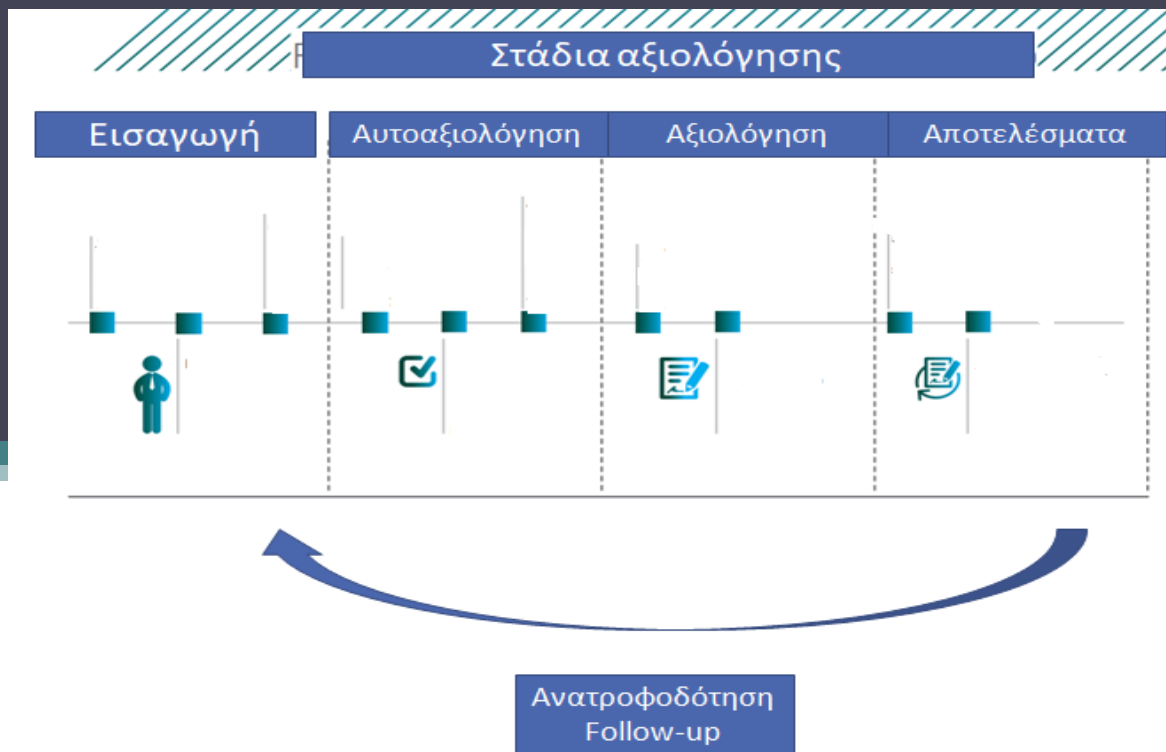 Στάδια αξιολόγησης
Εισαγωγή
Αυτοαξιολόγηση
Αξιολόγηση
Αποτελέσματα
Ανατροφοδότηση
Follow-up